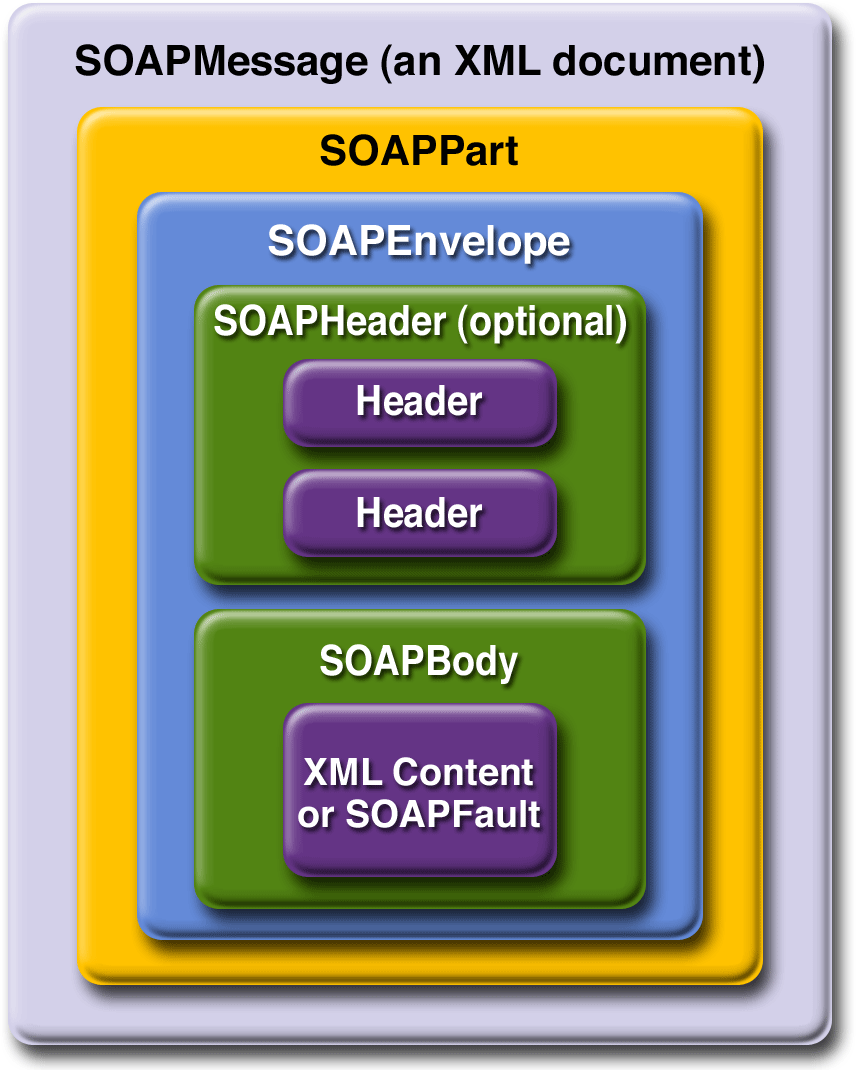 SOAPMessage (an XML document)
SOAPPart
SOAPEnvelope
SOAPHeader (optional)
Header
Header
SOAPBody
XML Content
or SOAPFault